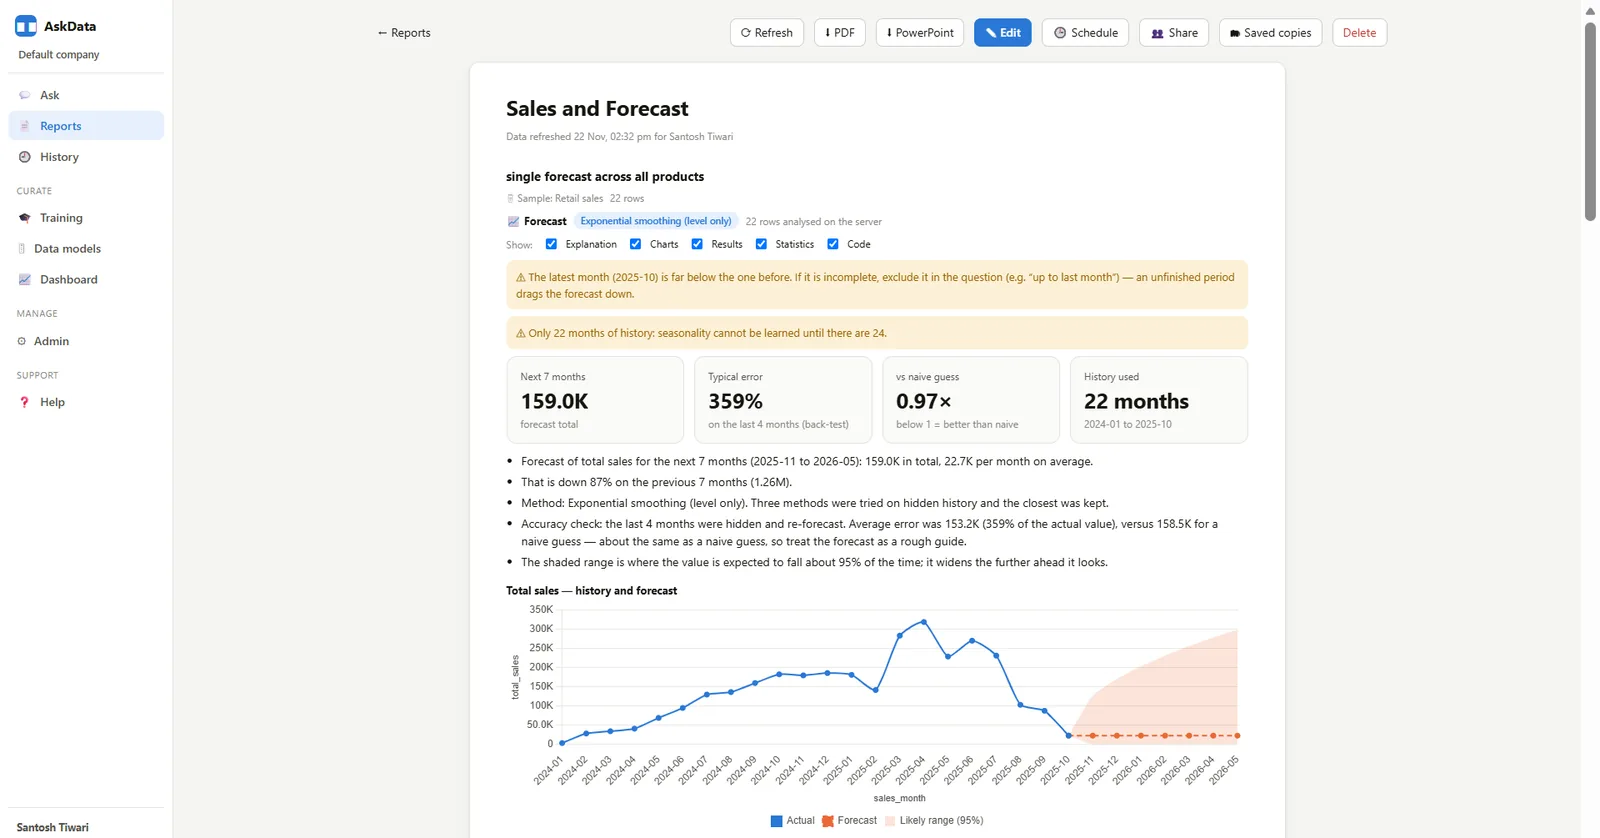 AskData
Default company
Ask
Reports
History
CURATE
Training
Data models
Dashboard
MANAGE
Admin
SUPPORT
Help
Santosh Tiwari
← Reports
Refresh
PDF
PowerPoint
Edit
Schedule
Share
Saved copies
Delete
Sales and Forecast
Data refreshed 22 Nov, 02:32 pm for Santosh Tiwari
single forecast across all products
Sample: Retail sales 22 rows
Forecast Exponential smoothing (level only) 22 rows analysed on the server
Show: Explanation Charts Results Statistics Code
⚠ The latest month (2025-10) is far below the one before. If it is incomplete, exclude it in the question (e.g. “up to last month”) — an unfinished period
drags the forecast down.
⚠ Only 22 months of history: seasonality cannot be learned until there are 24.
Next 7 months
159.0K
forecast total
Typical error
359%
on the last 4 months (back-test)
vs naive guess
0.97×
below 1 = better than naive
History used
22 months
2024-01 to 2025-10
• Forecast of total sales for the next 7 months (2025-11 to 2026-05): 159.0K in total, 22.7K per month on average.
• That is down 87% on the previous 7 months (1.26M).
• Method: Exponential smoothing (level only). Three methods were tried on hidden history and the closest was kept.
• Accuracy check: the last 4 months were hidden and re-forecast. Average error was 153.2K (359% of the actual value), versus 158.5K for a
naive guess — about the same as a naive guess, so treat the forecast as a rough guide.
• The shaded range is where the value is expected to fall about 95% of the time; it widens the further ahead it looks.
Total sales — history and forecast
total_sales
350K
300K
250K
200K
150K
100K
50.0K
0
2024-01
2024-02
2024-03
2024-04
2024-05
2024-06
2024-07
2024-08
2024-09
2024-10
2024-11
2024-12
2025-01
2025-02
2025-03
2025-04
2025-05
2025-06
2025-07
2025-08
2025-09
2025-10
2025-11
2025-12
2026-01
2026-02
2026-03
2026-04
2026-05
sales_month
Actual Forecast Likely range (95%)